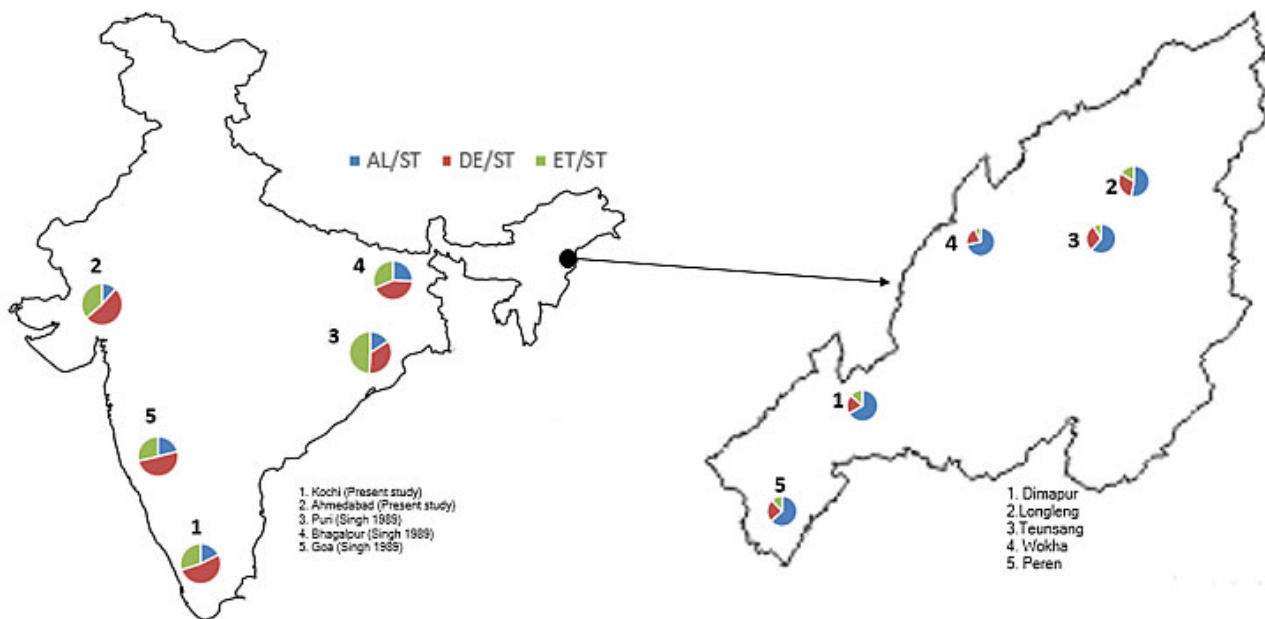 AL/ST DE/ST ET/ST
2
4
3
5
1
1. Kochi (Present study)
2. Ahmedabad (Present study)
3. Puri (Singh 1989)
4. Bhagalpur (Singh 1989)
5. Goa (Singh 1989)
2
4
3
1
5
1. Dimapur
2.Longleng
3.Teunsang
4. Wokha
5. Peren